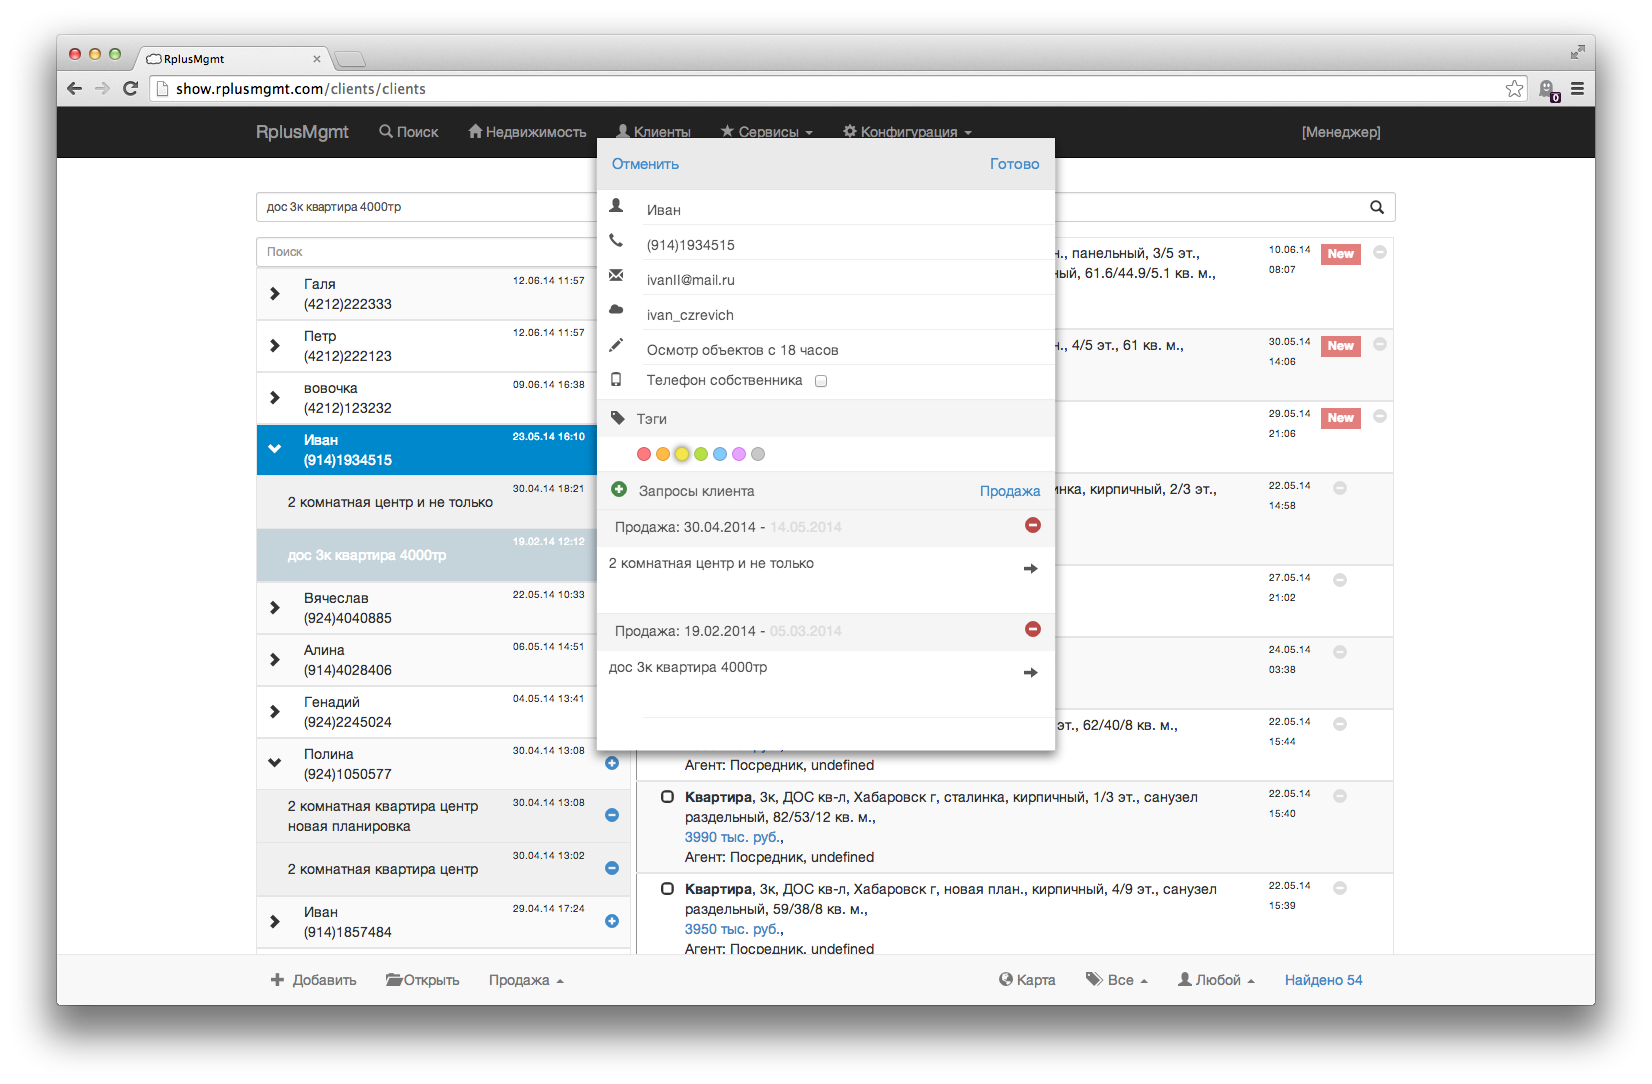 RplusMgmt
show.rplusmgmt.com/clients/clients
0
RplusMgmt
Поиск
Недвижимость
Клиенты
Сервисы
Конфигурация
[Менеджер]
дос 3к квартира 4000тр
Поиск
Галя
12.06.14 11:57
(4212)222333
Петр
12.06.14 11:57
(4212)222123
вовочка
09.06.14 16:38
(4212)123232
Иван
23.05.14 16:10
(914)1934515
30.04.14 18:21
2 комнатная центр и не только
19.02.14 12:12
дос 3к квартира 4000тр
Вячеслав
22.05.14 10:33
(924)4040885
Алина
06.05.14 14:51
(914)4028406
Генадий
04.05.14 13:41
(924)2245024
Полина
30.04.14 13:08
(924)1050577
2 комнатная квартира центр
30.04.14 13:08
новая планировка
30.04.14 13:02
2 комнатная квартира центр
Иван
29.04.14 17:24
(914)1857484
Отменить
Готово
Иван
(914)1934515
ivanII@mail.ru
ivan_czrevich
Осмотр объектов с 18 часов
Телефон собственника
Тэги
Запросы клиента
Продажа
Продажа: 30.04.2014 - 14.05.2014
2 комнатная центр и не только
Продажа: 19.02.2014 - 05.03.2014
дос 3к квартира 4000тр
н., панельный, 3/5 эт.,
10.06.14
New
ный, 61.6/44.9/5.1 кв. м.,
08:07
н., 4/5 эт., 61 кв. м.,
30.05.14
New
14:06
29.05.14
New
21:06
инка, кирпичный, 2/3 эт.,
22.05.14
14:58
27.05.14
21:02
24.05.14
03:38
эт., 62/40/8 кв. м.,
22.05.14
15:44
Агент: Посредник, undefined
Квартира, 3к, ДОС кв-л, Хабаровск г, сталинка, кирпичный, 1/3 эт., санузел
22.05.14
раздельный, 82/53/12 кв. м.,
15:40
3990 тыс. руб.,
Агент: Посредник, undefined
Квартира, 3к, ДОС кв-л, Хабаровск г, новая план., кирпичный, 4/9 эт., санузел
22.05.14
раздельный, 59/38/8 кв. м.,
15:39
3950 тыс. руб.,
Агент: Посредник, undefined
Добавить
Открыть
Продажа
Карта
Все
Любой
Найдено 54